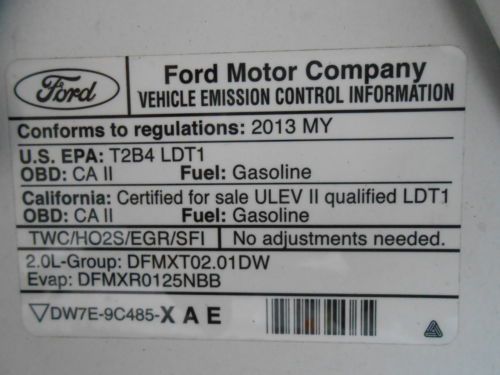 Ford
Ford Motor Company
VEHICLE EMISSION CONTROL INFORMATION
Conforms to regulations: 2013 MY
U.S. EPA: T2B4 LDT1
OBD: CA II Fuel: Gasoline
California: Certified for sale ULEV II qualified LDT1
OBD: CA II Fuel: Gasoline
TWC/HO2S/EGR/SFI No adjustments needed.
2.0L-Group: DFMXT02.01DW
Evap: DFMXR0125NBB
▽DW7E-9C485-X A E